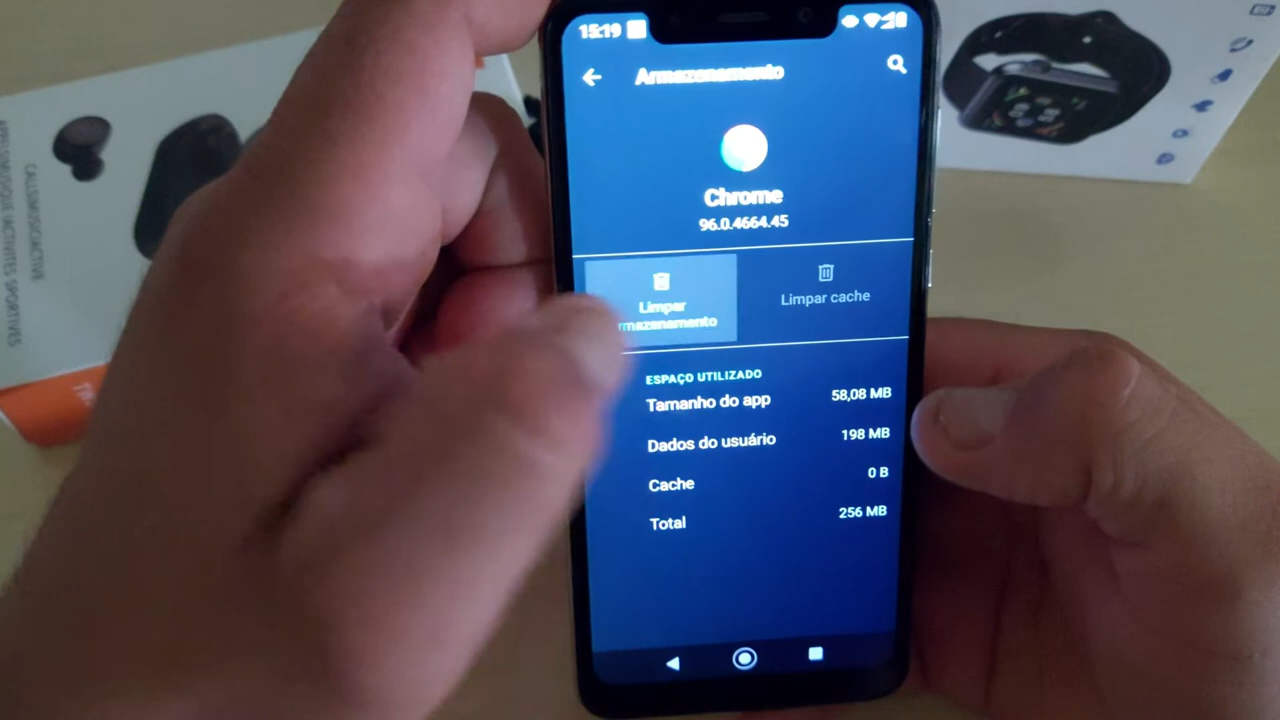 15:19
Armazenamento
Chrome
96.0.4664.45
Limpar
Limpar cache
ESPAÇO UTILIZADO
Tamanho do app 58,08 MB
Dados do usuário 198 MB
Cache 0 B
Total 256 MB